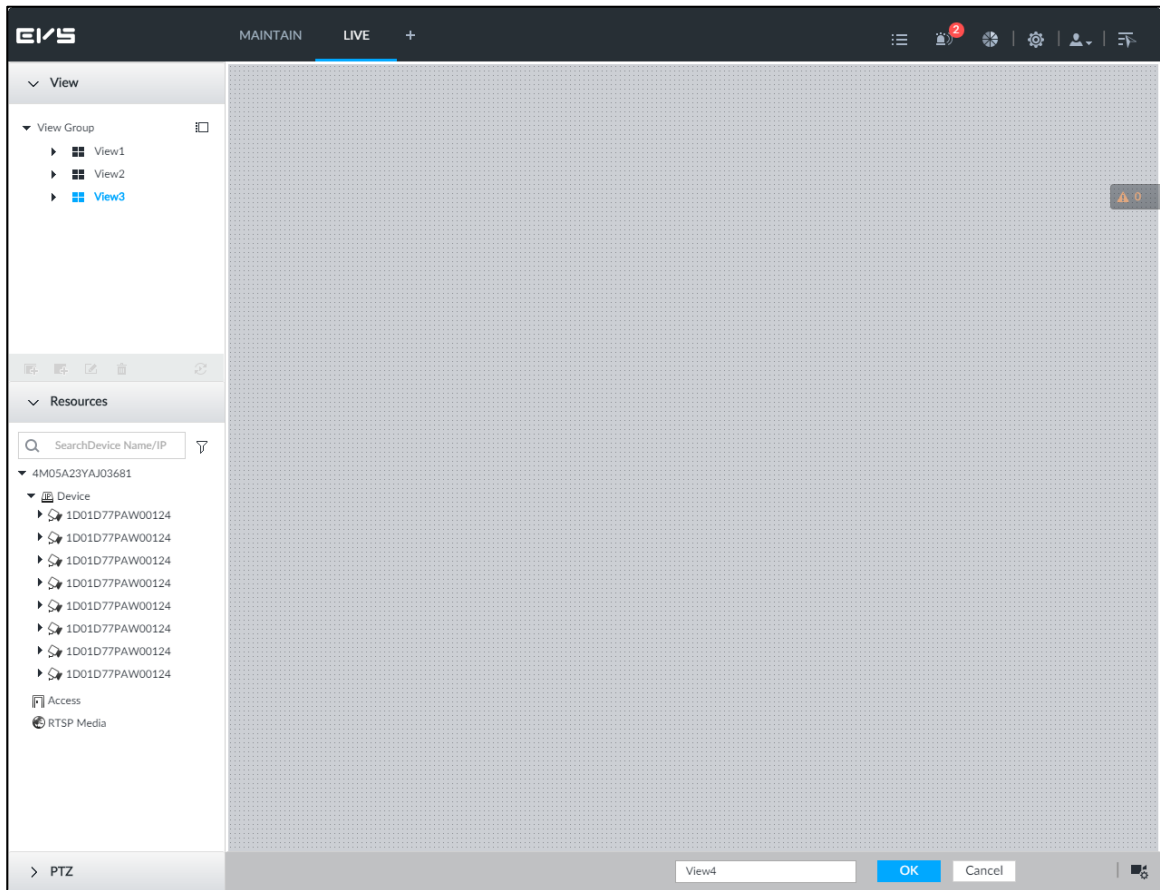 EIVS
MAINTAIN LIVE +
2
View
View Group
View1
View2
View3
0
Resources
SearchDevice Name/IP
4M05A23YAJ03681
Device
1D01D77PAW00124
1D01D77PAW00124
1D01D77PAW00124
1D01D77PAW00124
1D01D77PAW00124
1D01D77PAW00124
1D01D77PAW00124
1D01D77PAW00124
Access
RTSP Media
PTZ
View4 OK Cancel